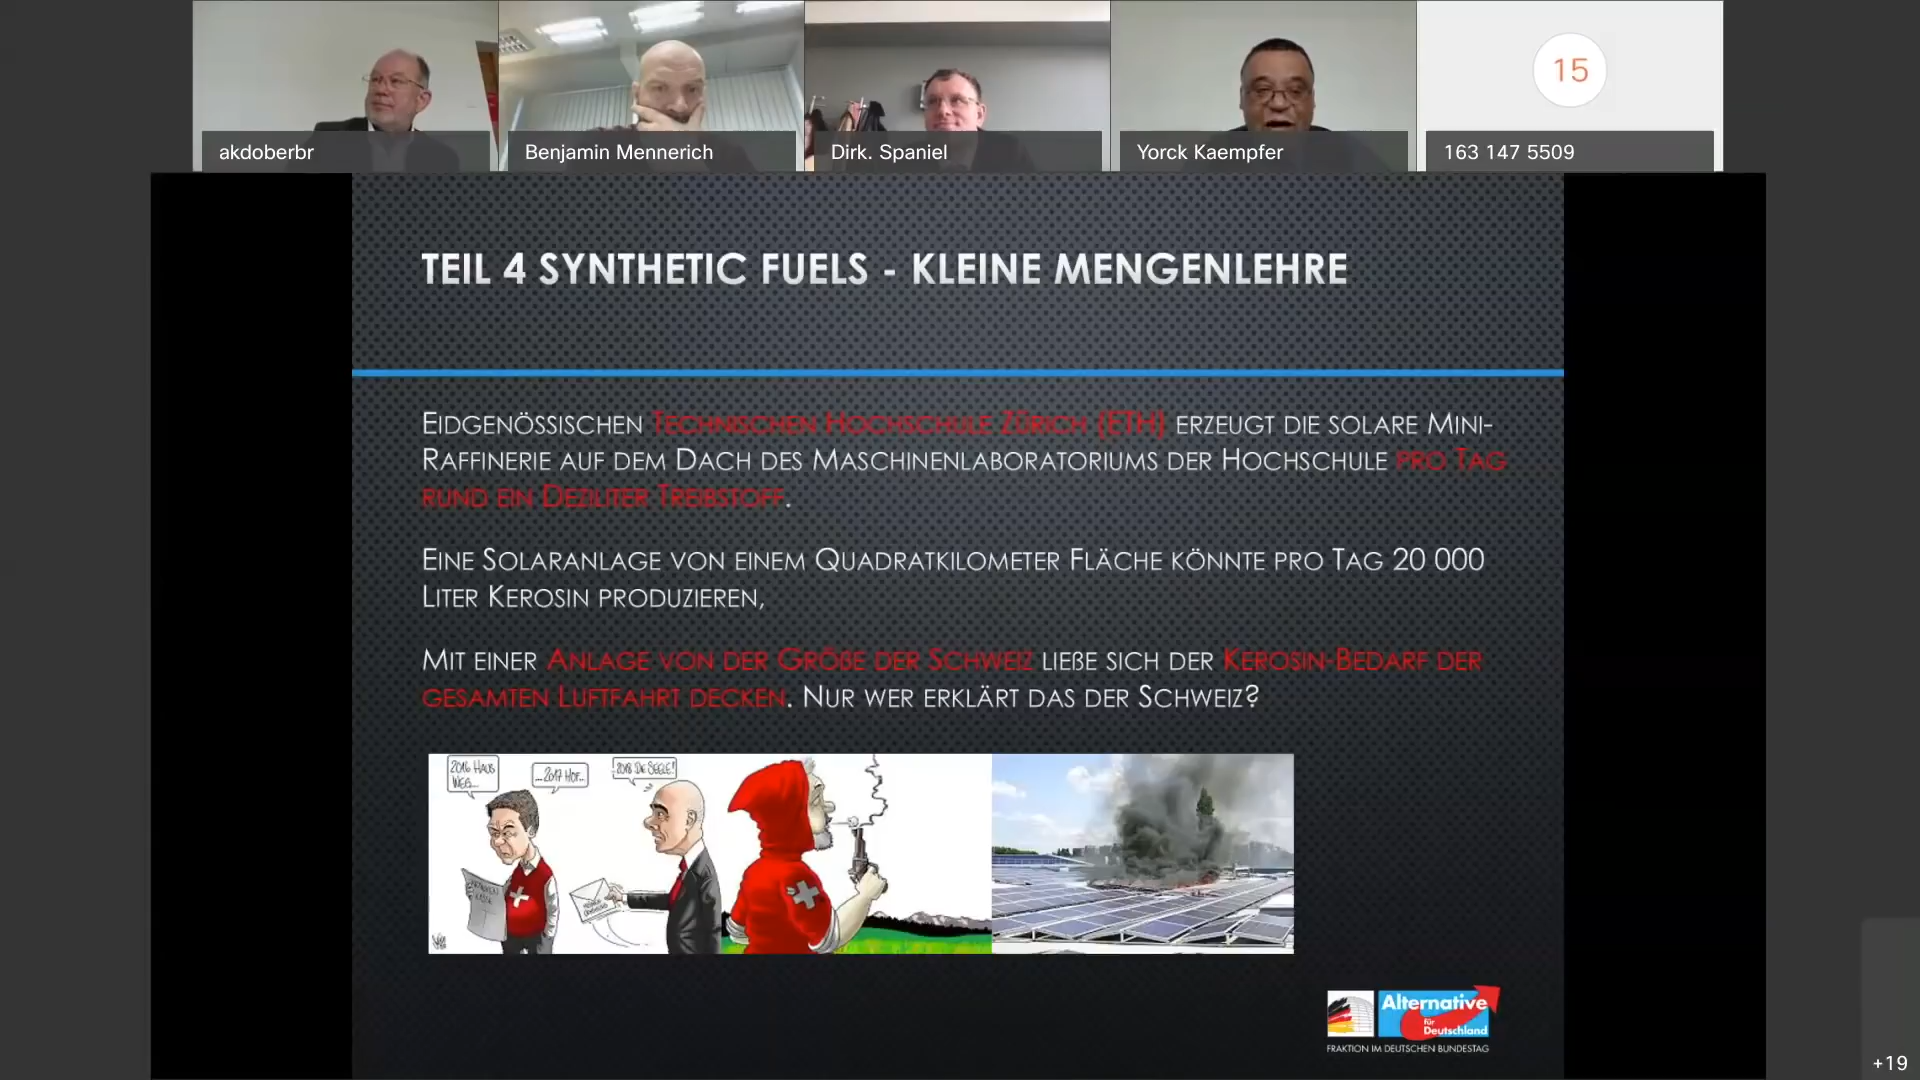 15
akdoberbr
Benjamin Mennerich
Dirk. Spaniel
Yorck Kaempfer
163 147 5509
TEIL 4 SYNTHETIC FUELS - KLEINE MENGENLEHRE
EIDGENÖSSISCHEN TECHNISCHEN HOCHSCHULE ZÜRICH (ETH) ERZEUGT DIE SOLARE MINI-
RAFFINERIE AUF DEM DACH DES MASCHINENLABORATORIUMS DER HOCHSCHULE PRO TAG
RUND EIN DEZILITER TREIBSTOFF.
EINE SOLARANLAGE VON EINEM QUADRATKILOMETER FLÄCHE KÖNNTE PRO TAG 20 000
LITER KEROSIN PRODUZIEREN,
MIT EINER ANLAGE VON DER GRÖßE DER SCHWEIZ LIEßE SICH DER KEROSIN-BEDARF DER
GESAMTEN LUFTFAHRT DECKEN. NUR WER ERKLÄRT DAS DER SCHWEIZ?
2016 HAUS
WEG...
...2017 HOF...
...2018 DIE SEELE!
Alternative
für
Deutschland
FRAKTION IM DEUTSCHEN BUNDESTAG
+19